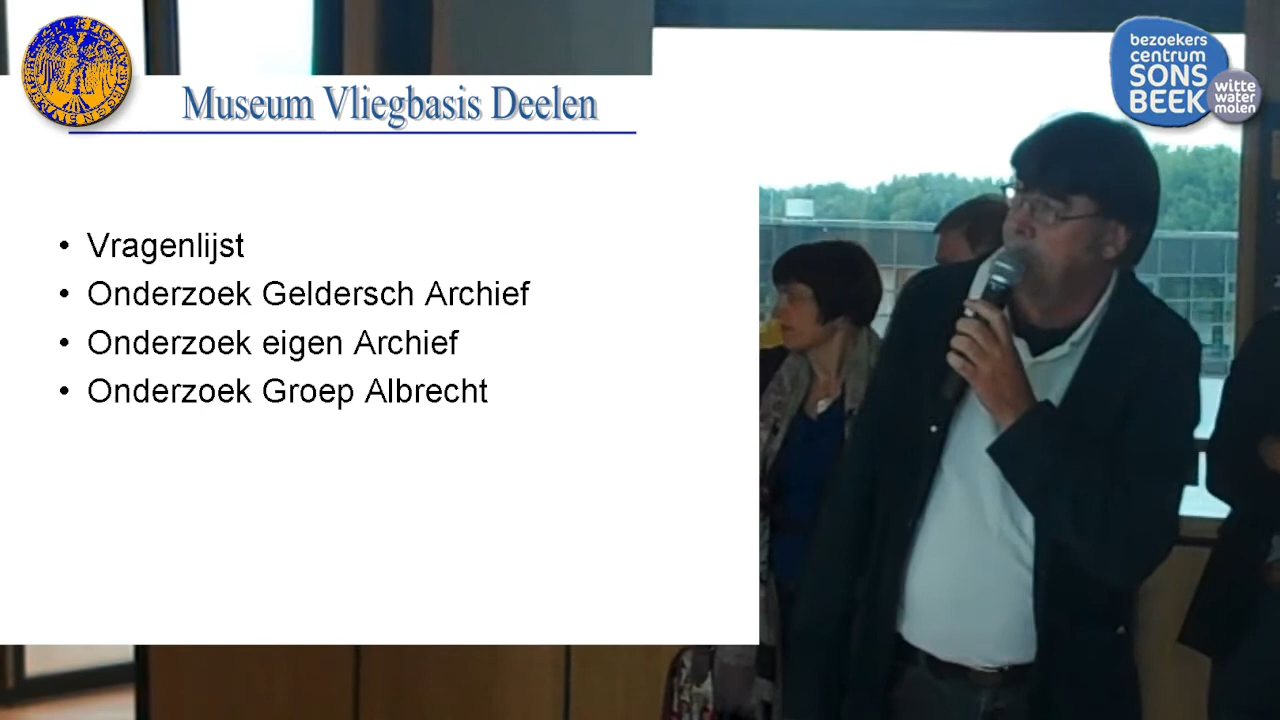 Museum Vliegbasis Deelen
bezoekers
centrum
SONS
BEEK
witte
water
molen
• Vragenlijst
• Onderzoek Geldersch Archief
• Onderzoek eigen Archief
• Onderzoek Groep Albrecht